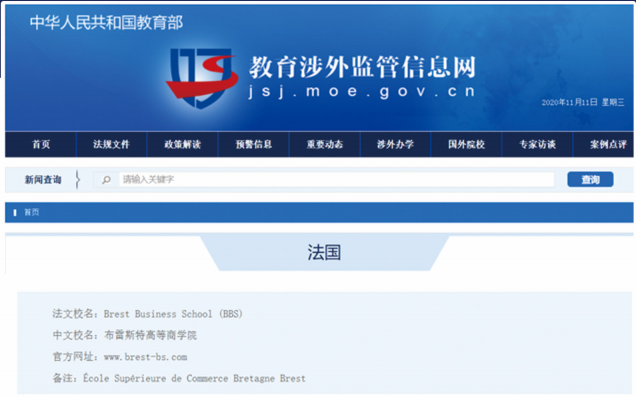 中华人民共和国教育部
教育涉外监管信息网
jsj.moe.gov.cn
2020年11月11日 星期三
首页 法规文件 政策解读 预警信息 重要动态 涉外办学 国外院校 专家访谈 案例点评
新闻查询 请输入关键字 查询
首页
法国
法文校名：Brest Business School (BBS)
中文校名：布雷斯特高等商学院
官方网址：www.brest-bs.com
备注：École Supérieure de Commerce Bretagne Brest